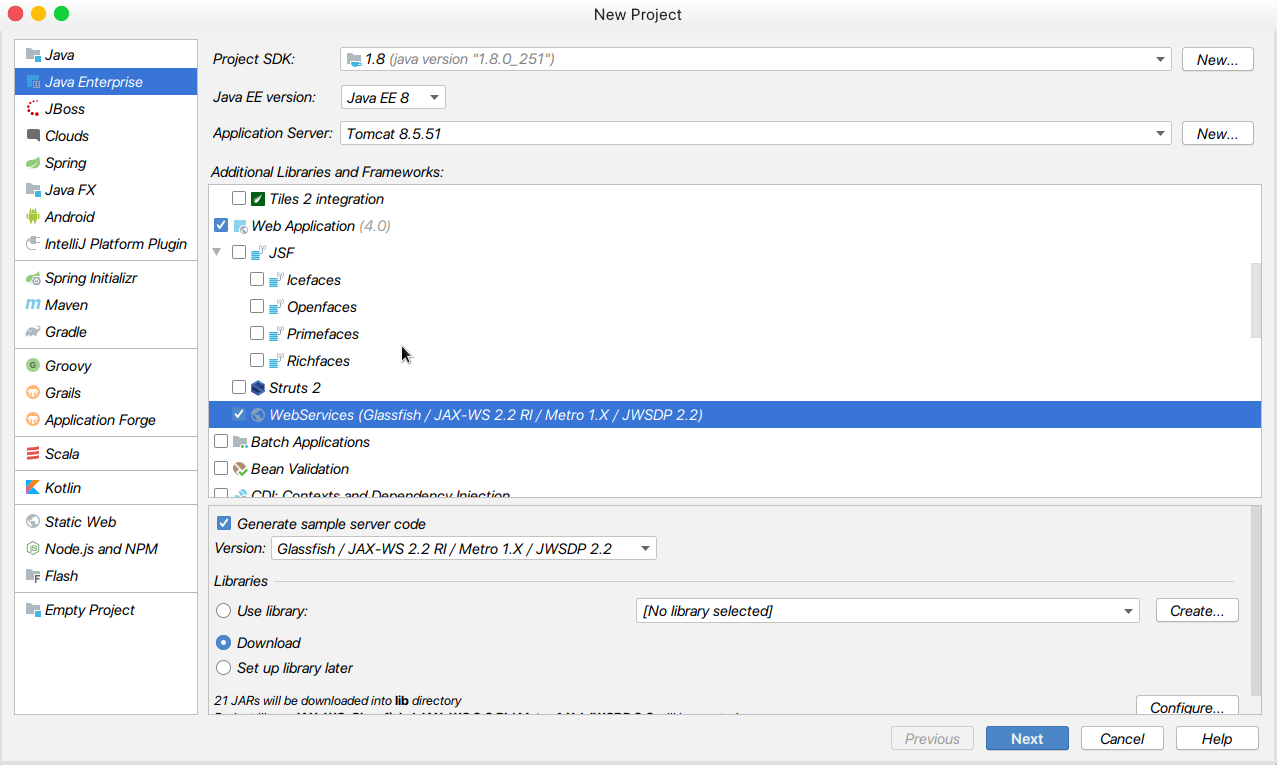 New Project
Java
Java Enterprise
JBoss
Clouds
Spring
Java FX
Android
IntelliJ Platform Plugin
Spring Initializr
Maven
Gradle
Groovy
Grails
Application Forge
Scala
Kotlin
Static Web
Node.js and NPM
Flash
Empty Project
Project SDK: 1.8 (java version "1.8.0_251") New...
Java EE version: Java EE 8
Application Server: Tomcat 8.5.51 New...
Additional Libraries and Frameworks:
Tiles 2 integration
Web Application (4.0)
JSF
Icefaces
Openfaces
Primefaces
Richfaces
Struts 2
WebServices (Glassfish / JAX-WS 2.2 RI / Metro 1.X / JWSDP 2.2)
Batch Applications
Bean Validation
CDI: Contexts and Dependency Injection
Generate sample server code
Version: Glassfish / JAX-WS 2.2 RI / Metro 1.X / JWSDP 2.2
Libraries
Use library: [No library selected] Create...
Download
Set up library later
21 JARs will be downloaded into lib directory
Configure...
Previous Next Cancel Help